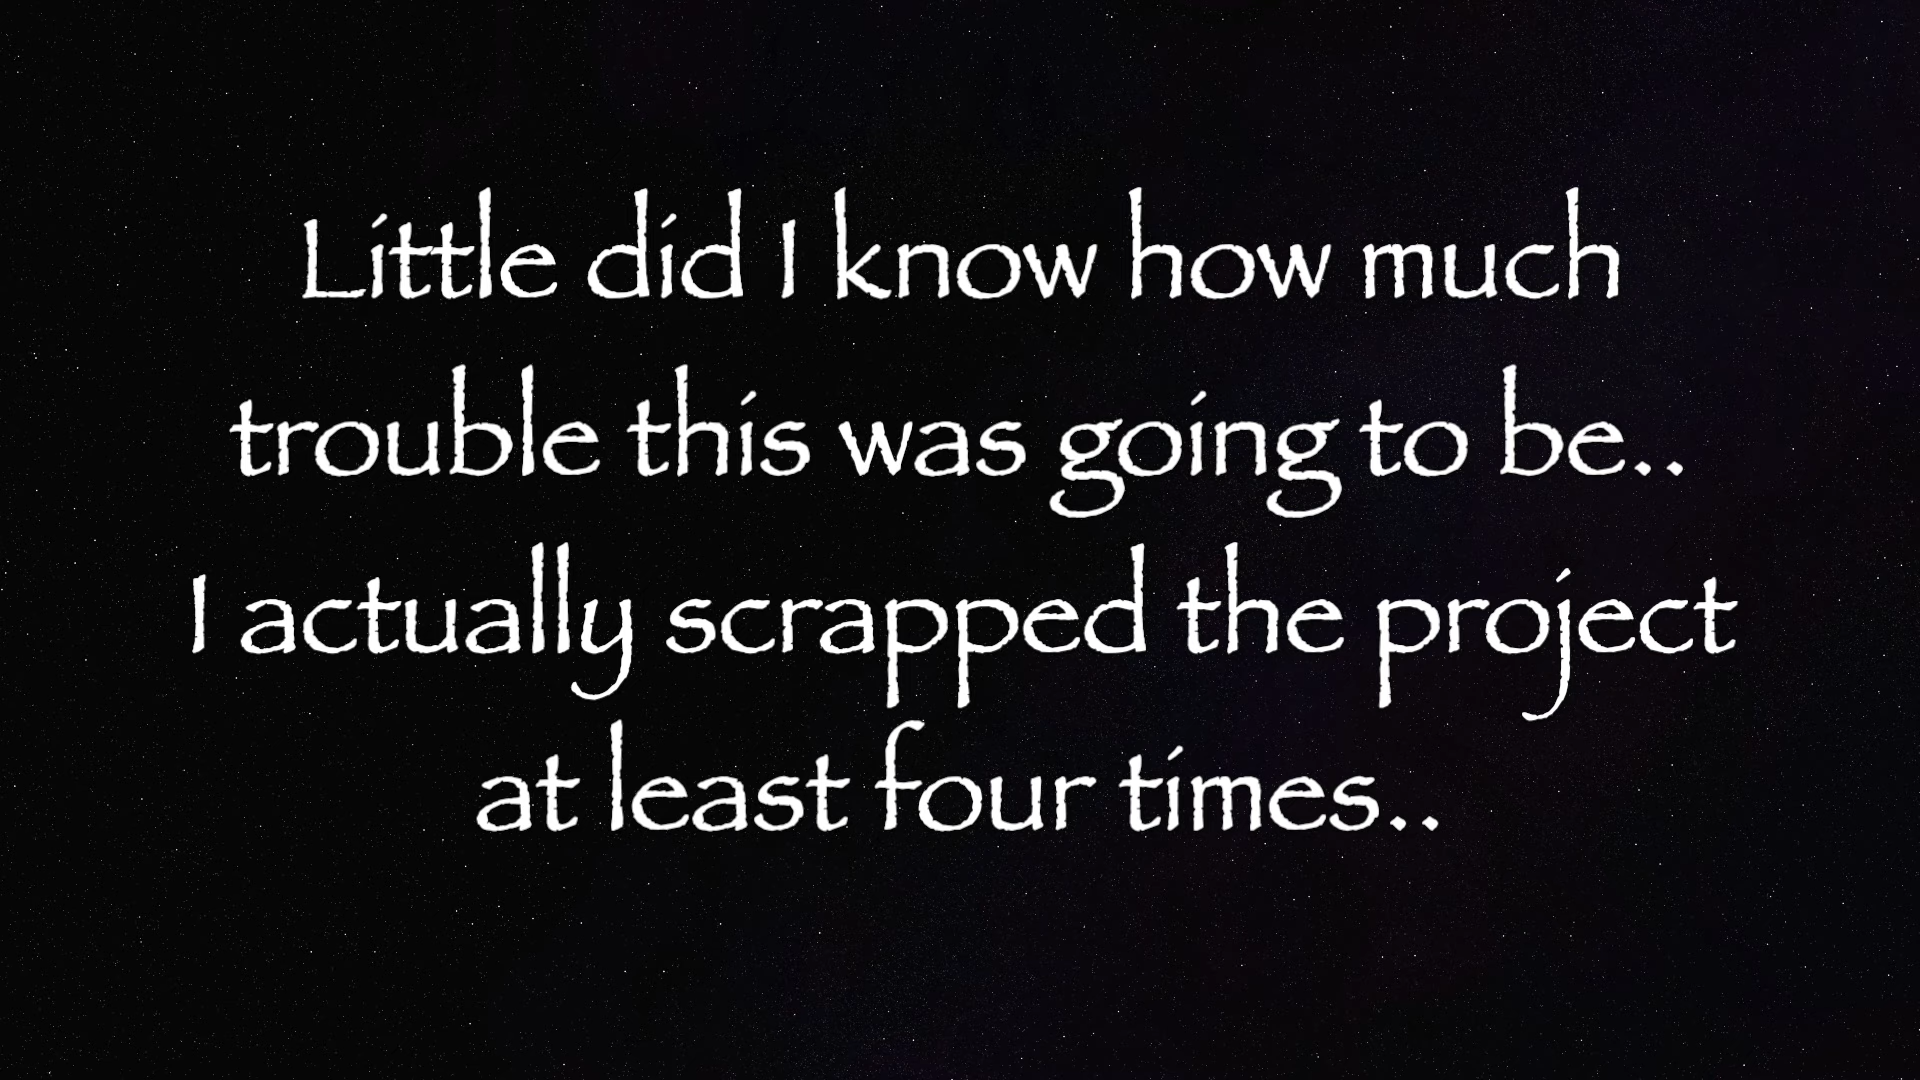 Little did I know how much
trouble this was going to be..
I actually scrapped the project
at least four times..